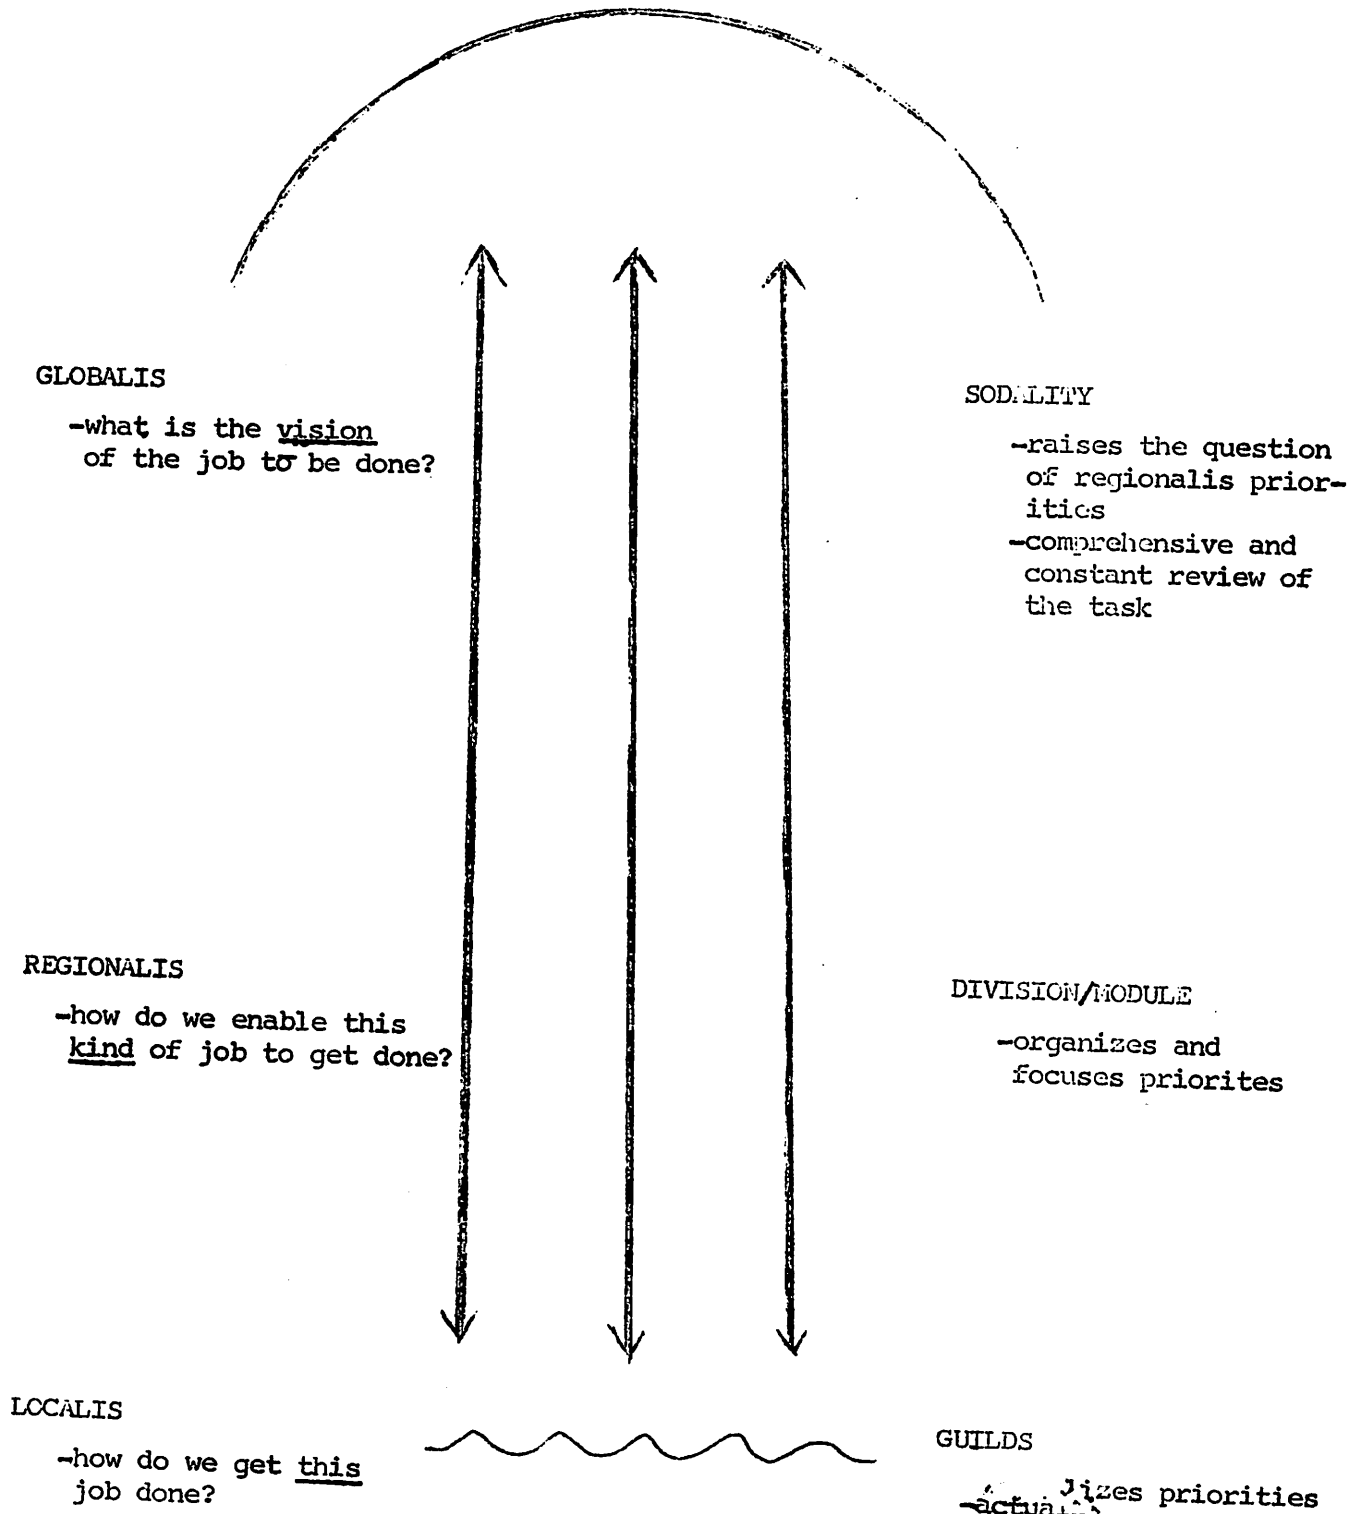 GLOBALIS
-what is the vision
of the job to be done?
SODALITY
-raises the question
of regionalis prior-
ities
-comprehensive and
constant review of
the task
REGIONALIS
-how do we enable this
kind of job to get done?
DIVISION/MODULE
-organizes and
focuses priorites
LOCALIS
-how do we get this
job done?
GUILDS
-actualizes priorities